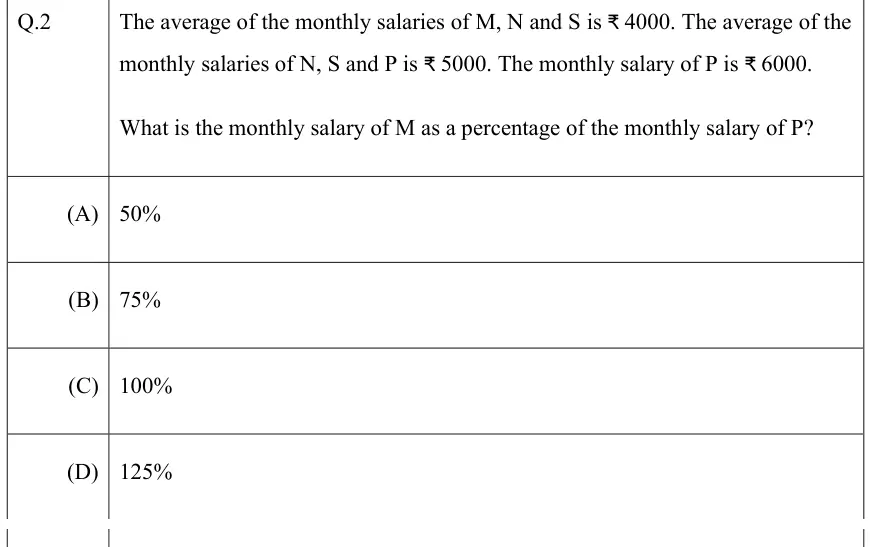 Q.2 The average of the monthly salaries of M, N and S is ₹ 4000. The average of the
monthly salaries of N, S and P is ₹ 5000. The monthly salary of P is ₹ 6000.
What is the monthly salary of M as a percentage of the monthly salary of P?
(A) 50%
(B) 75%
(C) 100%
(D) 125%